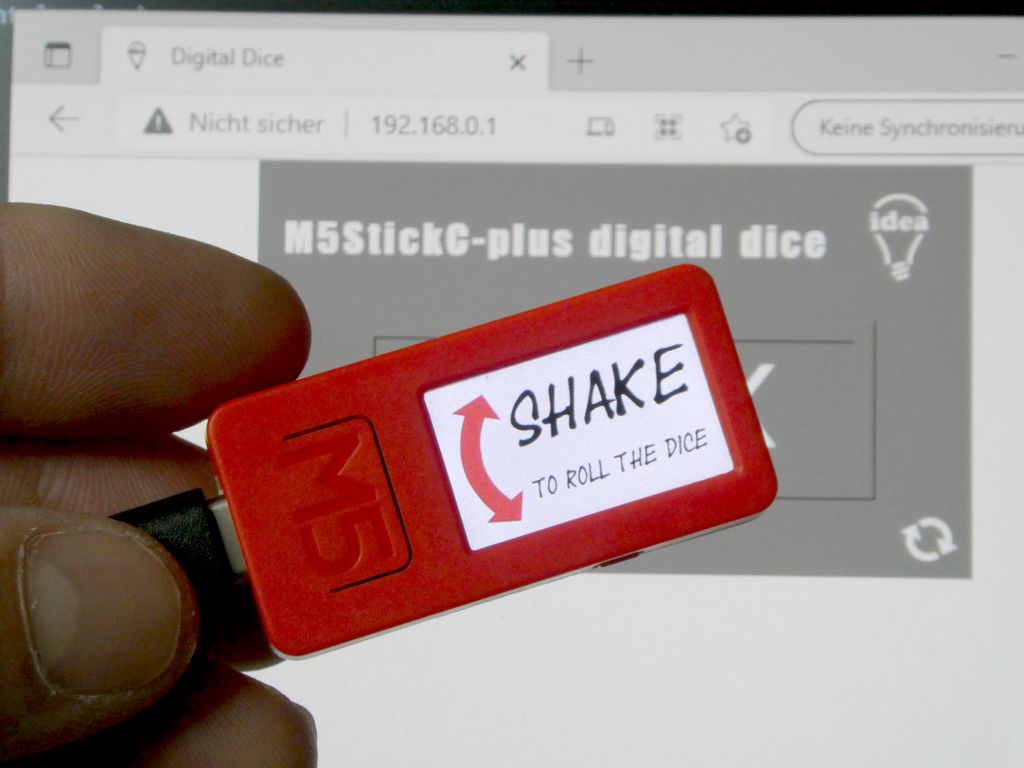 Digital Dice
Nicht sicher | 192.168.0.1
Keine
M5StickC-plus digital dice
idea
SHAKE
TO ROLL THE DICE
M5